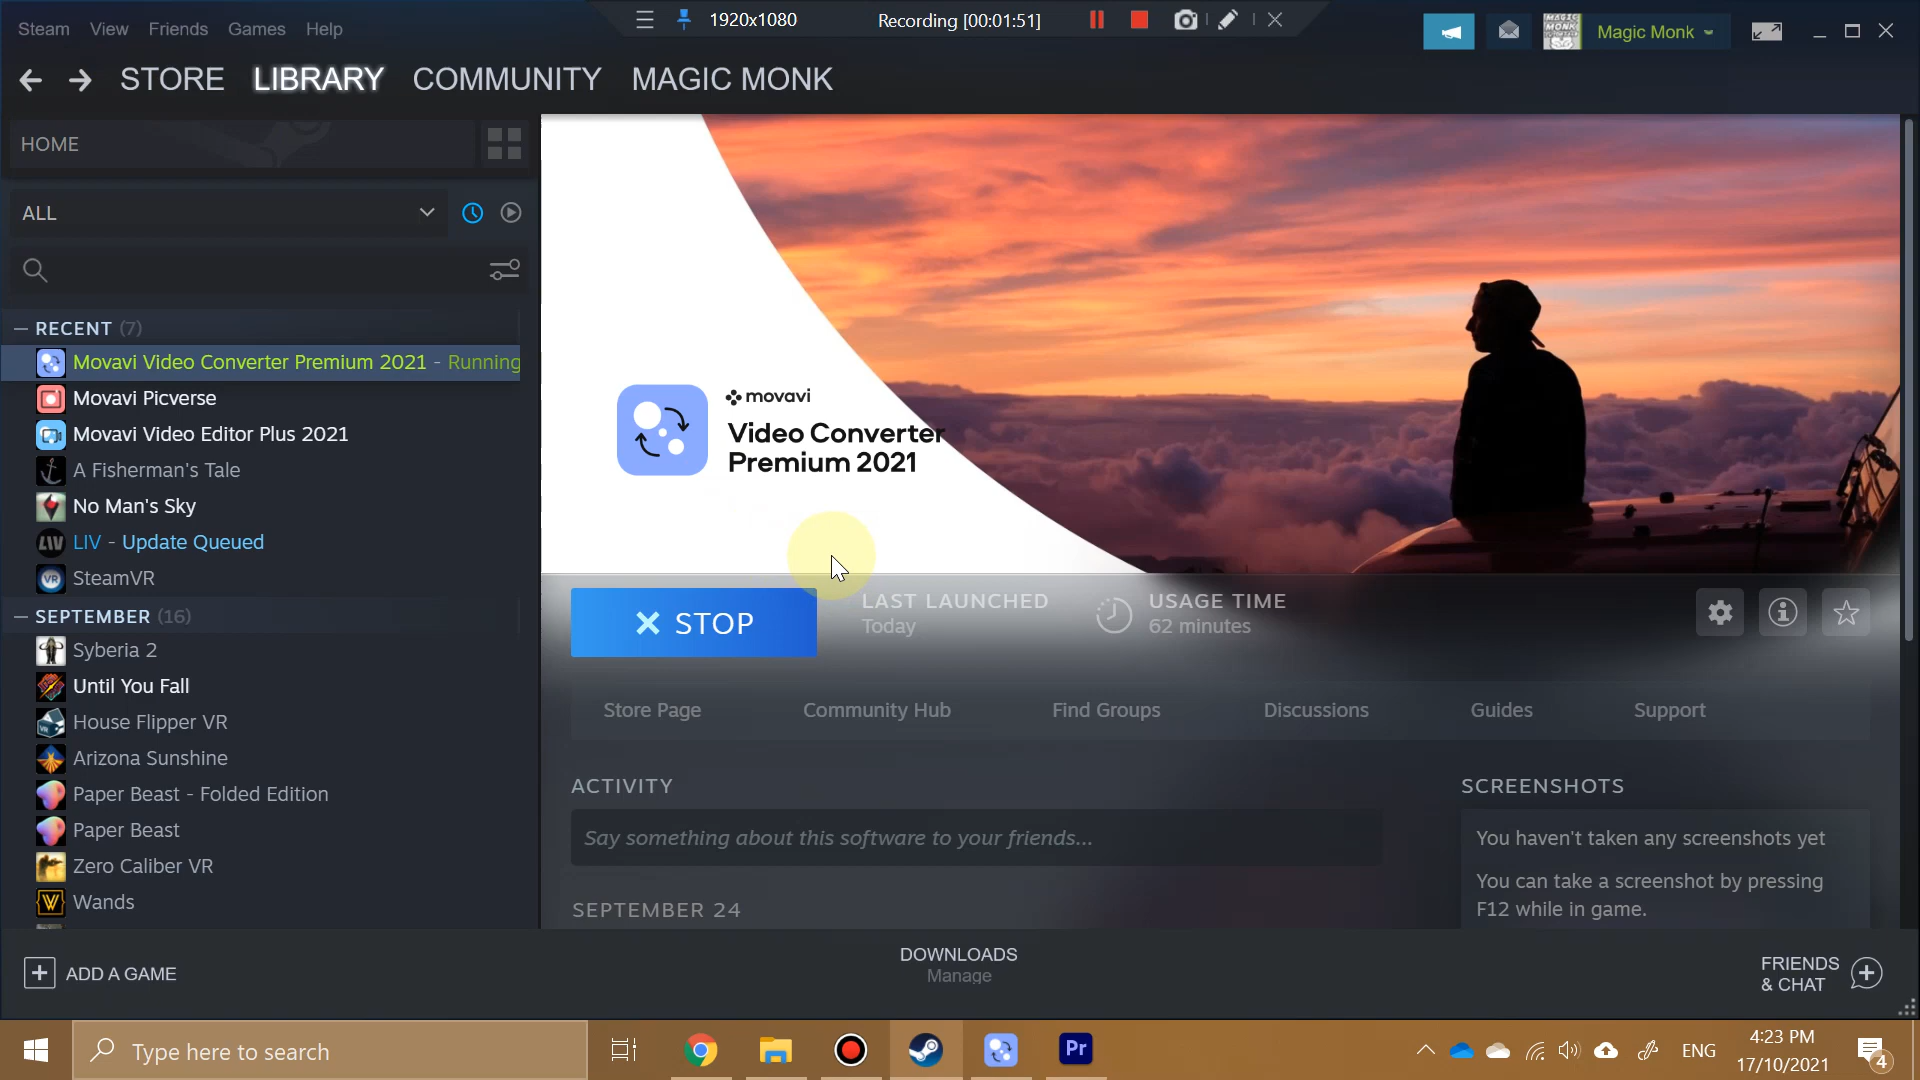 Steam View Friends Games Help
1920x1080 Recording [00:01:51]
Magic Monk
STORE LIBRARY COMMUNITY MAGIC MONK
HOME
ALL
RECENT (7)
Movavi Video Converter Premium 2021 - Running
Movavi Picverse
Movavi Video Editor Plus 2021
A Fisherman's Tale
No Man's Sky
LIV - Update Queued
SteamVR
SEPTEMBER (16)
Syberia 2
Until You Fall
House Flipper VR
Arizona Sunshine
Paper Beast - Folded Edition
Paper Beast
Zero Caliber VR
Wands
movavi
Video Converter
Premium 2021
STOP
LAST LAUNCHED
Today
USAGE TIME
62 minutes
Store Page Community Hub Find Groups Discussions Guides Support
ACTIVITY
Say something about this software to your friends...
SEPTEMBER 24
SCREENSHOTS
You haven't taken any screenshots yet
You can take a screenshot by pressing
F12 while in game.
ADD A GAME
DOWNLOADS
Manage
FRIENDS
& CHAT
Type here to search
Pr
ENG
4:23 PM
17/10/2021
4